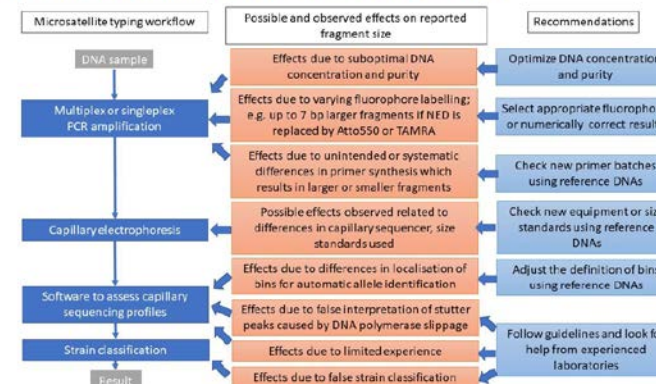 Microsatellite typing workflow
Possible and observed effects on reported
fragment size
Recommendations
DNA sample
Effects due to suboptimal DNA
concentration and purity
Optimize DNA concentration
and purity
Multiplex or singleplex
PCR amplification
Effects due to varying fluorophore labelling;
e.g. up to 7 bp larger fragments if NED is
replaced by Atto550 or TAMRA
Select appropriate fluoropho
or numerically correct result
Effects due to unintended or systematic
differences in primer synthesis which
results in larger or smaller fragments
Check new primer batches
using reference DNAs
Capillary electrophoresis
Possible effects observed related to
differences in capillary sequencer, size
standards used
Check new equipment or siz
standards using reference
DNAs
Effects due to differences in localisation of
bins for automatic allele identification
Adjust the definition of bins
using reference DNAs
Software to assess capillary
sequencing profiles
Effects due to false interpretation of stutter
peaks caused by DNA polymerase slippage
Strain classification
Effects due to limited experience
Follow guidelines and look fo
help from experienced
laboratories
Result
Effects due to false strain classification